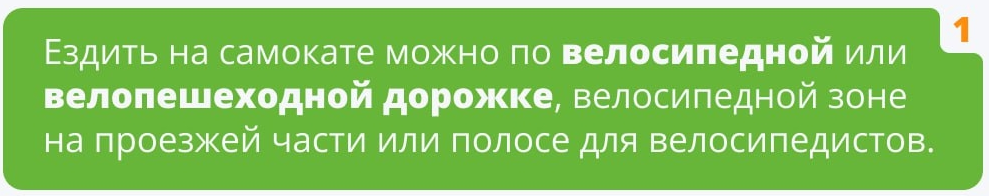 1
Ездить на самокате можно по велосипедной или
велопешеходной дорожке, велосипедной зоне
на проезжей части или полосе для велосипедистов.